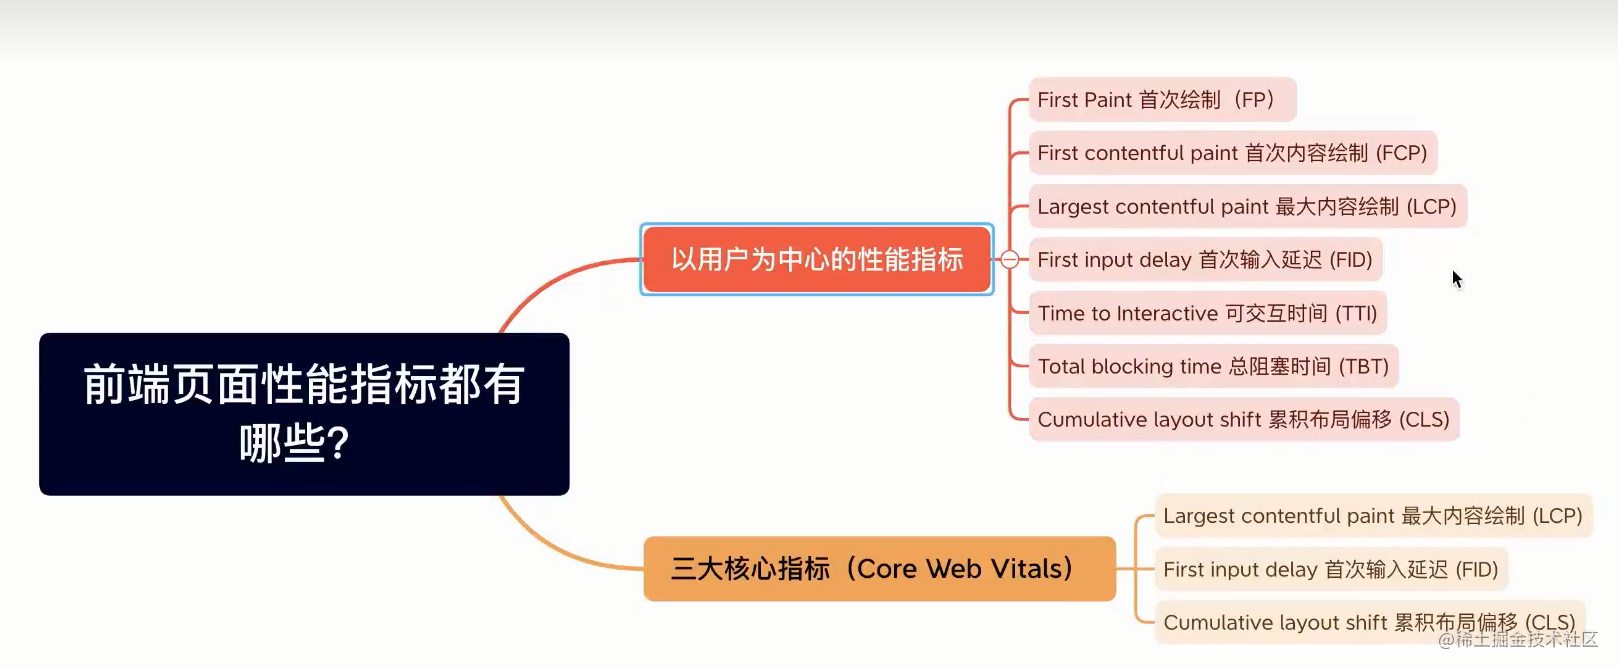 前端页面性能指标都有
哪些?
以用户为中心的性能指标
First Paint 首次绘制（FP）
First contentful paint 首次内容绘制 (FCP)
Largest contentful paint 最大内容绘制 (LCP)
First input delay 首次输入延迟 (FID)
Time to Interactive 可交互时间 (TTI)
Total blocking time 总阻塞时间 (TBT)
Cumulative layout shift 累积布局偏移 (CLS)
三大核心指标（Core Web Vitals）
Largest contentful paint 最大内容绘制 (LCP)
First input delay 首次输入延迟 (FID)
Cumulative layout shift 累积布局偏移 (CLS)
@稀土掘金技术社区